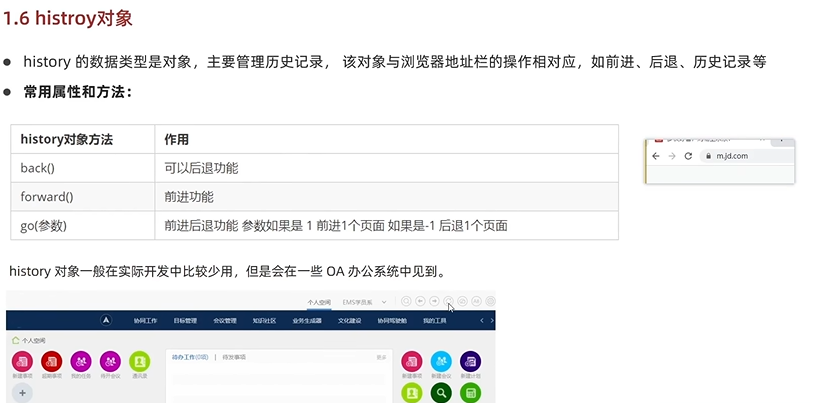 1.6 histroy对象
history 的数据类型是对象，主要管理历史记录， 该对象与浏览器地址栏的操作相对应，如前进、后退、历史记录等
常用属性和方法：
history对象方法 作用
back() 可以后退功能
forward() 前进功能
go(参数) 前进后退功能 参数如果是 1 前进1个页面 如果是-1 后退1个页面
m.jd.com
history 对象一般在实际开发中比较少用，但是会在一些 OA 办公系统中见到。
个人空间 EMS学员系
协同工作 目标管理 会议管理 知识社区 业务生成器 文化建设 协同驾驶舱 我的工具
个人空间
待办工作(0项) | 待发事项 更多
新建事项 我的任务 待开会议 通讯录 新建事项 新建会议 新建计划